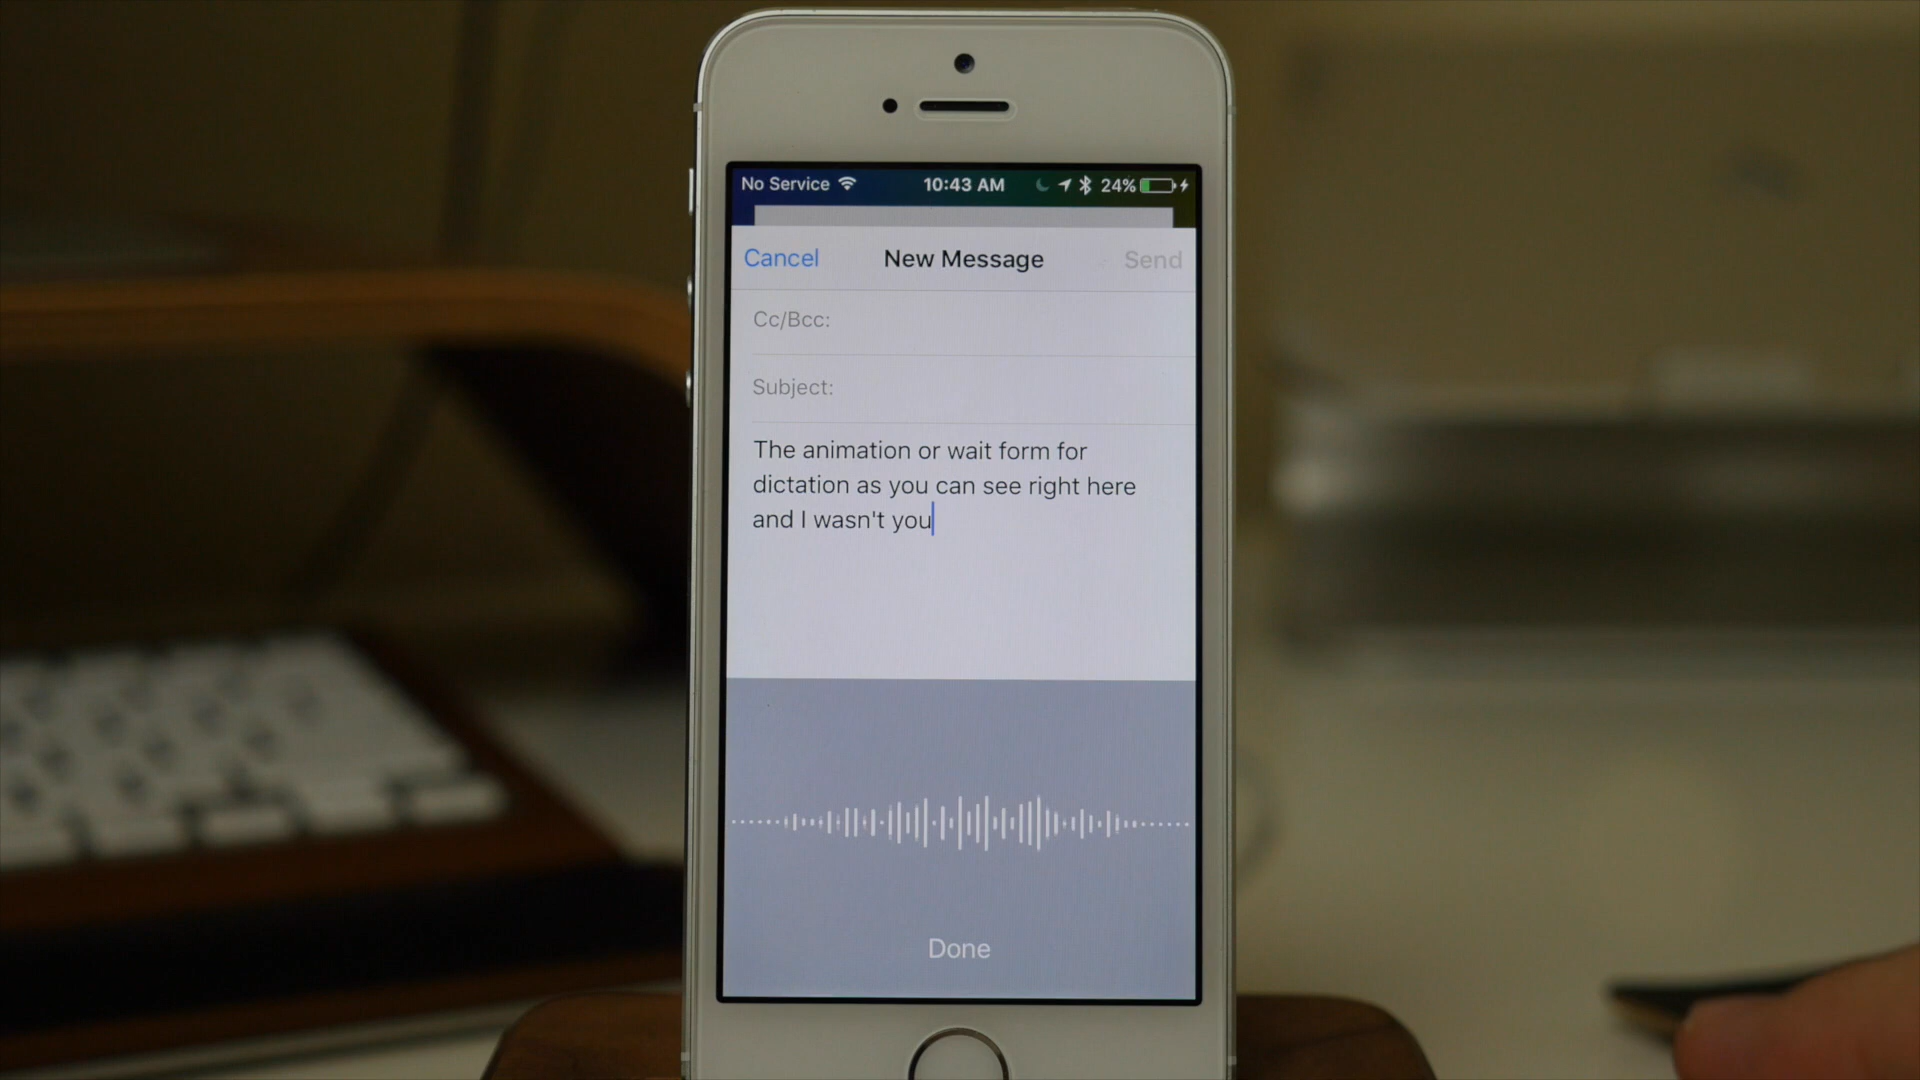 No Service 10:43 AM 24%
Cancel New Message Send
Cc/Bcc:
Subject:
The animation or wait form for
dictation as you can see right here
and I wasn't you
Done